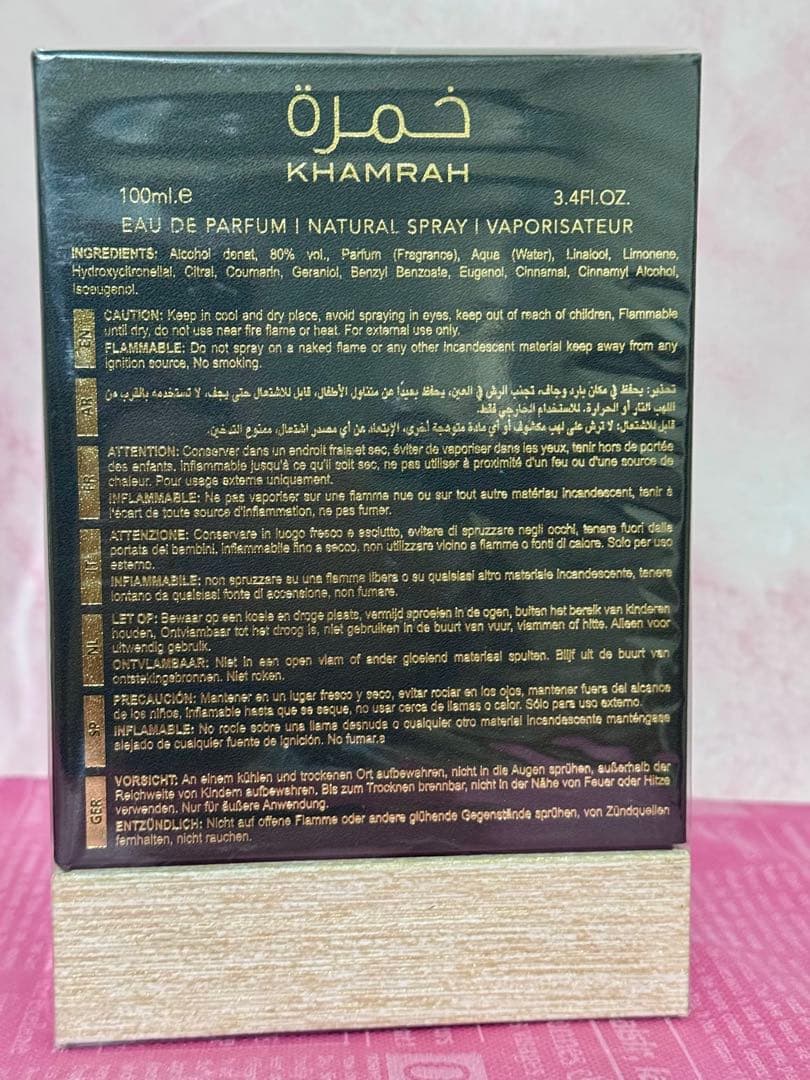 خمرة
KHAMRAH
100ml.e 3.4Fl.OZ.
EAU DE PARFUM | NATURAL SPRAY | VAPORISATEUR
INGREDIENTS: Alcohol denat, 80% vol., Parfum (Fragrance), Aqua (Water), Linalool, Limonene,
Hydroxycitronellal, Citral, Coumarin, Geraniol, Benzyl Benzoate, Eugenol, Cinnamal, Cinnamyl Alcohol,
Isoeugenol.
EN
CAUTION: Keep in cool and dry place, avoid spraying in eyes, keep out of reach of children, Flammable
until dry, do not use near fire flame or heat. For external use only.
FLAMMABLE: Do not spray on a naked flame or any other incandescent material keep away from any
ignition source, No smoking.
AR
تحذير: يحفظ في مكان بارد وجاف، تجنب الرش في العين، يحفظ بعيدًا عن متناول الأطفال، قابل للاشتعال حتى يجف، لا تستخدمه بالقرب من
اللهب النار أو الحرارة. للاستخدام الخارجي فقط.
قابل للاشتعال: لا ترش على لهب مكشوف أو أي مادة متوهجة أخرى، الإبتعاد عن أي مصدر اشتعال، ممنوع التدخين.
FR
ATTENTION: Conserver dans un endroit frais et sec, éviter de vaporiser dans les yeux, tenir hors de portée
des enfants. Inflammable jusqu'à ce qu'il soit sec, ne pas utiliser à proximité d'un feu ou d'une source de
chaleur. Pour usage externe uniquement.
INFLAMMABLE: Ne pas vaporiser sur une flamme nue ou sur tout autre matériau incandescent, tenir à
l'écart de toute source d'inflammation, ne pas fumer.
IT
ATTENZIONE: Conservare in luogo fresco e asciutto, evitare di spruzzare negli occhi, tenere fuori dalla
portata dei bambini. Infiammabile fino a secco, non utilizzare vicino a fiamme o fonti di calore. Solo per uso
esterno.
INFIAMMABILE: non spruzzare su una fiamma libera o su qualsiasi altro materiale incandescente, tenere
lontano da qualsiasi fonte di accensione, non fumare.
NL
LET OP: Bewaar op een koele en droge plaats, vermijd sproeien in de ogen, buiten het bereik van kinderen
houden, Ontvlambaar tot het droog is, niet gebruiken in de buurt van vuur, vlammen of hitte. Alleen voor
uitwendig gebruik.
ONTVLAMBAAR: Niet in een open vlam of ander gloeiend materiaal spuiten. Blijf uit de buurt van
ontstekingsbronnen. Niet roken.
SP
PRECAUCIÓN: Mantener en un lugar fresco y seco, evitar rociar en los ojos, mantener fuera del alcance
de los niños, Inflamable hasta que se seque, no usar cerca de llamas o calor. Sólo para uso externo.
INFLAMABLE: No rocíe sobre una llama desnuda o cualquier otro material incandescente manténgase
alejado de cualquier fuente de ignición. No fumar.s
GER
VORSICHT: An einem kühlen und trockenen Ort aufbewahren, nicht in die Augen sprühen, außerhalb der
Reichweite von Kindern aufbewahren. Bis zum Trocknen brennbar, nicht in der Nähe von Feuer oder Hitze
verwenden. Nur für äußere Anwendung.
ENTZÜNDLICH: Nicht auf offene Flamme oder andere glühende Gegenstände sprühen, von Zündquellen
fernhalten, nicht rauchen.